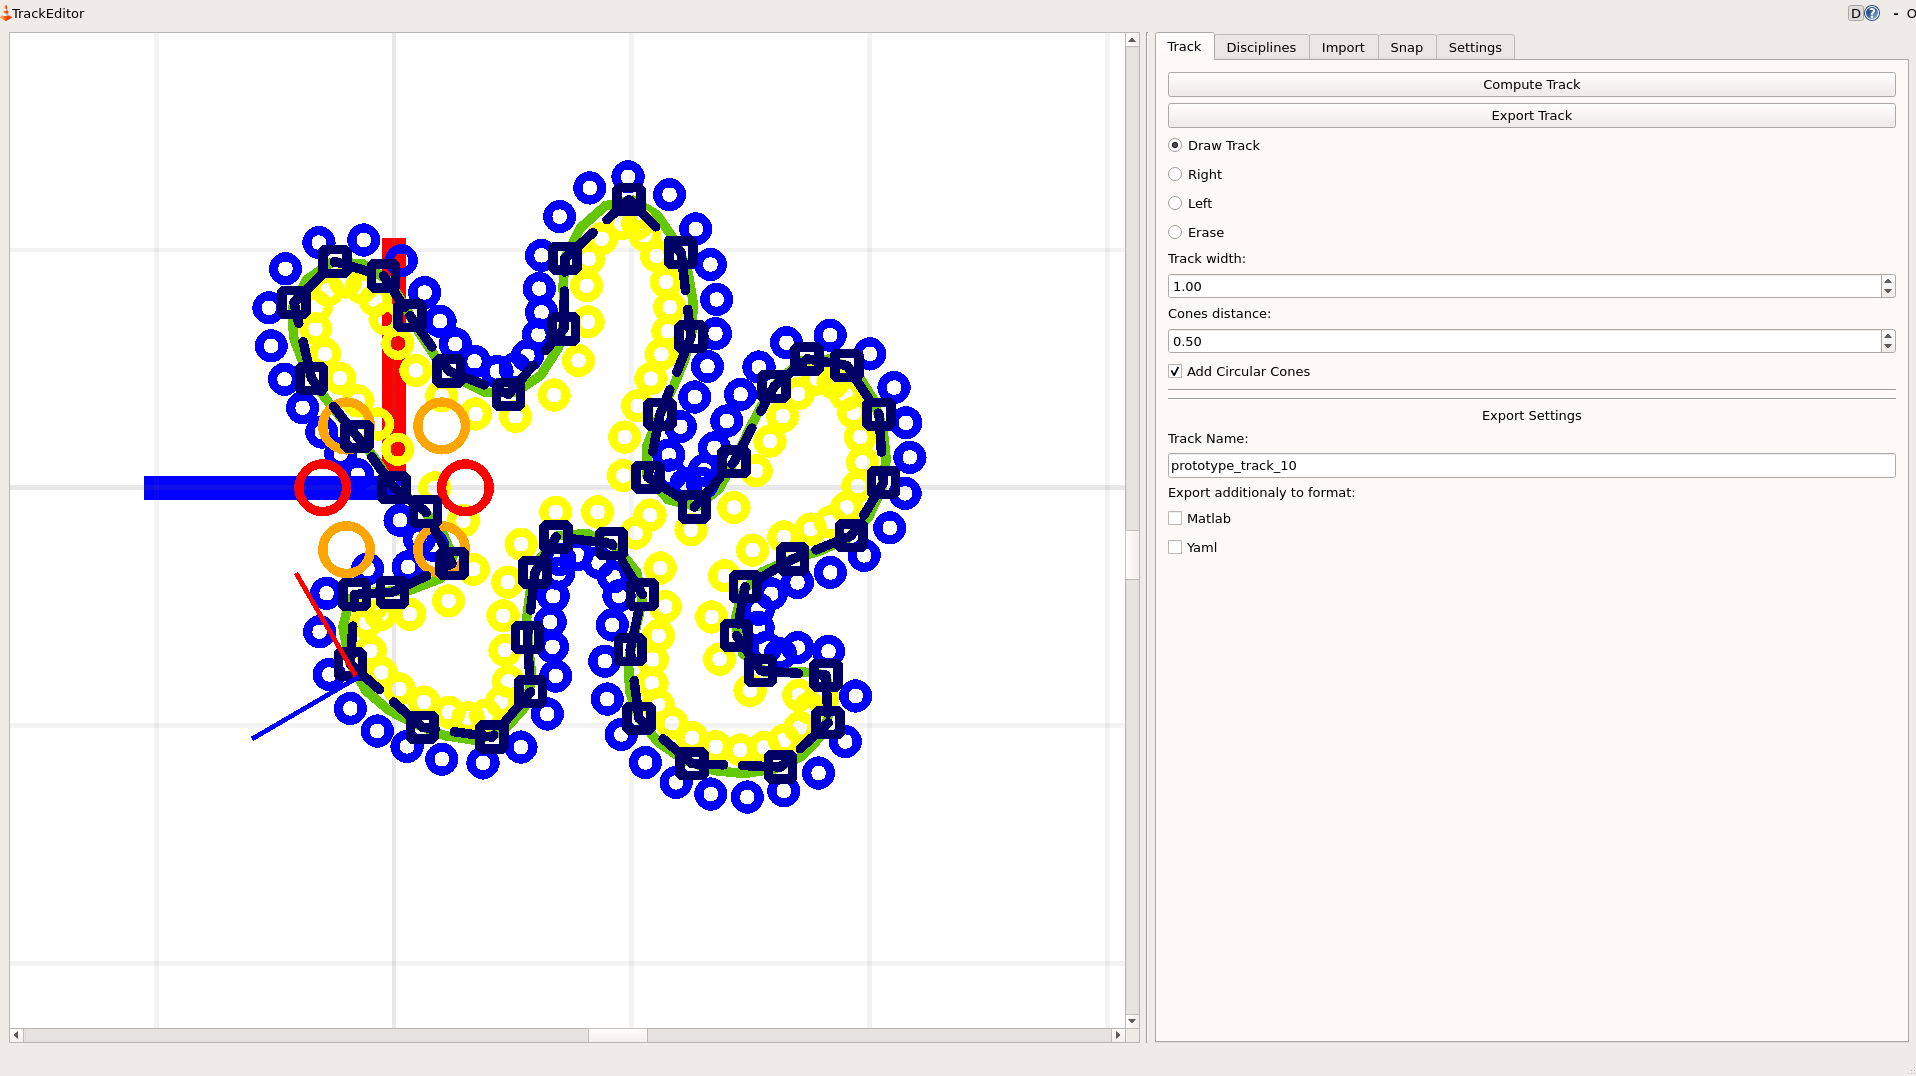 TrackEditor
D ? - O
Track Disciplines Import Snap Settings
Compute Track
Export Track
Draw Track
Right
Left
Erase
Track width:
1.00
Cones distance:
0.50
Add Circular Cones
Export Settings
Track Name:
prototype_track_10
Export additionaly to format:
Matlab
Yaml